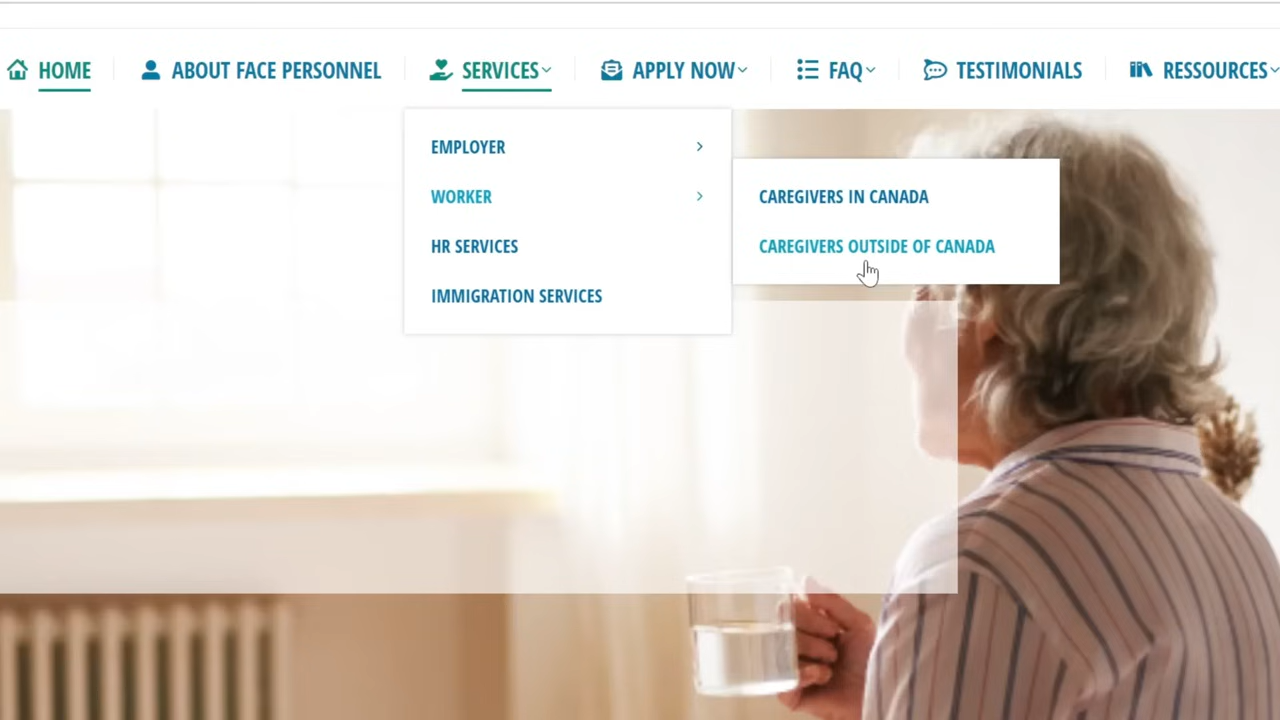 HOME
ABOUT FACE PERSONNEL
SERVICES
APPLY NOW
FAQ
TESTIMONIALS
RESSOURCES
EMPLOYER
WORKER
HR SERVICES
IMMIGRATION SERVICES
CAREGIVERS IN CANADA
CAREGIVERS OUTSIDE OF CANADA